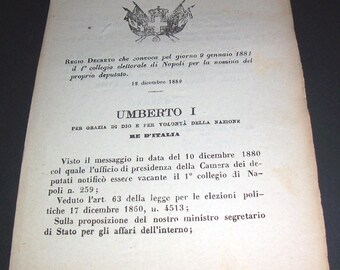 REGIO DECRETO che convoca pel giorno 9 gennaio 1881
il 1° collegio elettorale di Napoli per la nomina del
proprio deputato.
18 dicembre 1880
UMBERTO I
PER GRAZIA DI DIO E PER VOLONTÀ DELLA NAZIONE
RE D'ITALIA
Visto il messaggio in data del 10 dicembre 1880
col quale l'ufficio di presidenza della Camera dei de-
putati notificò essere vacante il 1° collegio di Na-
poli n. 259;
Veduto l'art. 63 della legge per le elezioni poli-
tiche 17 dicembre 1860, n. 4513;
Sulla proposizione del nostro ministro segretario
di Stato per gli affari dell'interno;